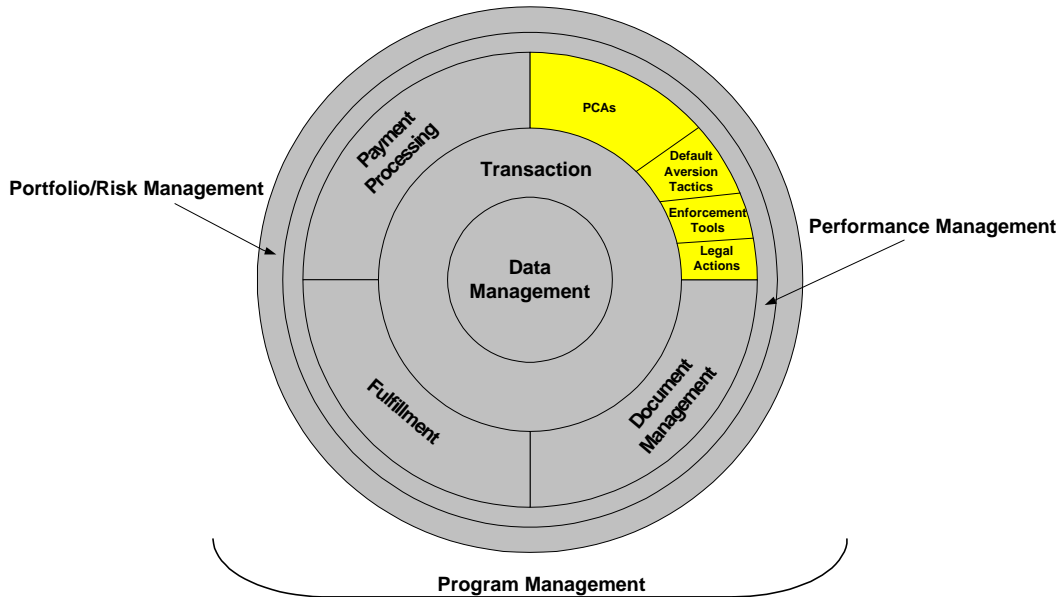 PCAs
Payment
Processing
Default
Aversion
Tactics
Transaction
Portfolio/Risk Management
Enforcement
Tools
Performance Management
Legal
Actions
Data
Management
Fulfillment
Document
Management
Program Management